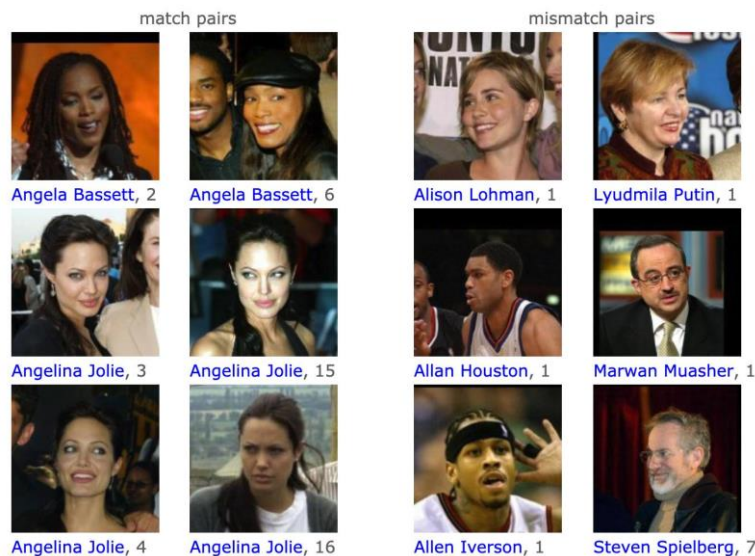 match pairs
mismatch pairs
ONTO
NAT
Angela Bassett, 2
Angela Bassett, 6
Alison Lohman, 1
Lyudmila Putin, 1
Angelina Jolie, 3
Angelina Jolie, 15
Allan Houston, 1
Marwan Muasher, 1
Angelina Jolie, 4
Angelina Jolie, 16
Allen Iverson, 1
Steven Spielberg, 7